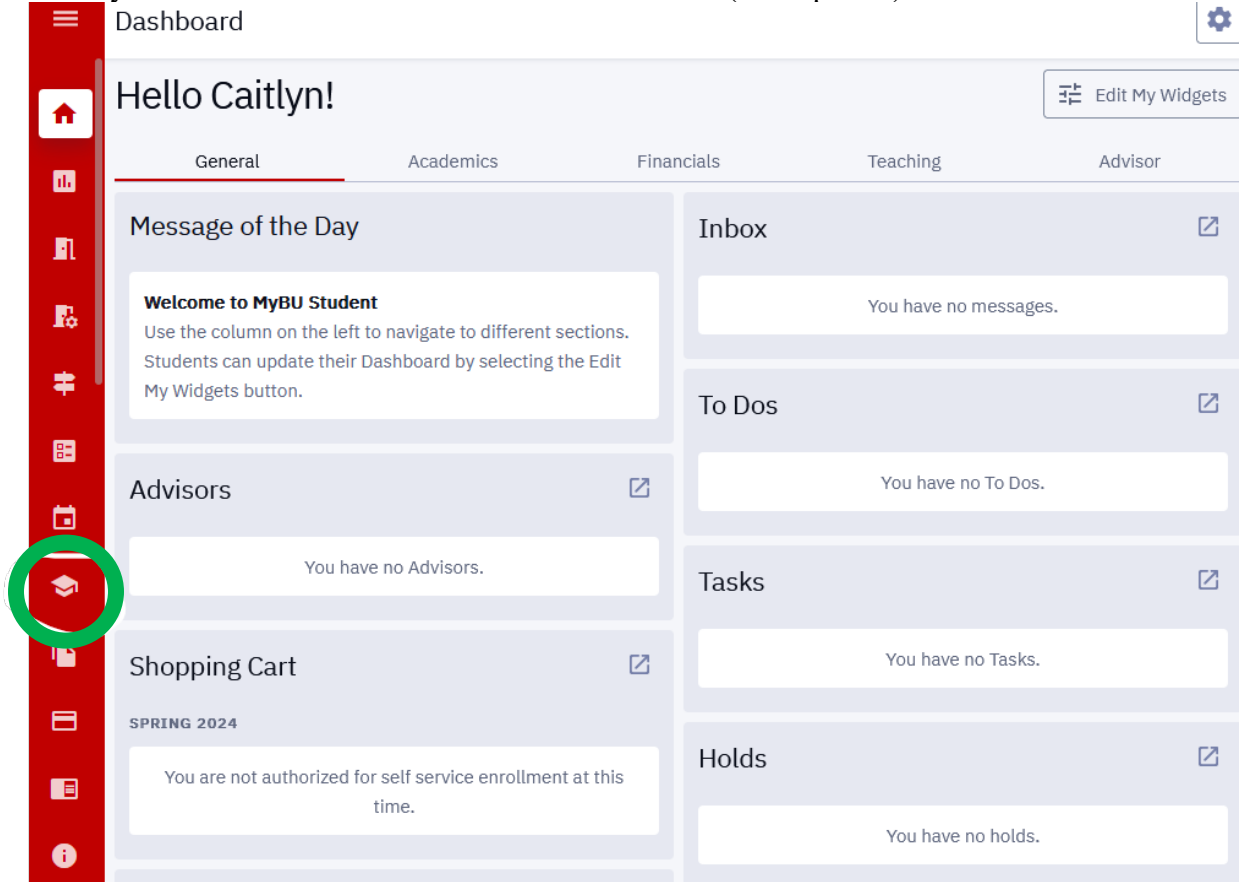 Dashboard
Hello Caitlyn!
Edit My Widgets
General Academics Financials Teaching Advisor
Message of the Day
Welcome to MyBU Student
Use the column on the left to navigate to different sections.
Students can update their Dashboard by selecting the Edit
My Widgets button.
Advisors
You have no Advisors.
Shopping Cart
SPRING 2024
You are not authorized for self service enrollment at this
time.
Inbox
You have no messages.
To Dos
You have no To Dos.
Tasks
You have no Tasks.
Holds
You have no holds.